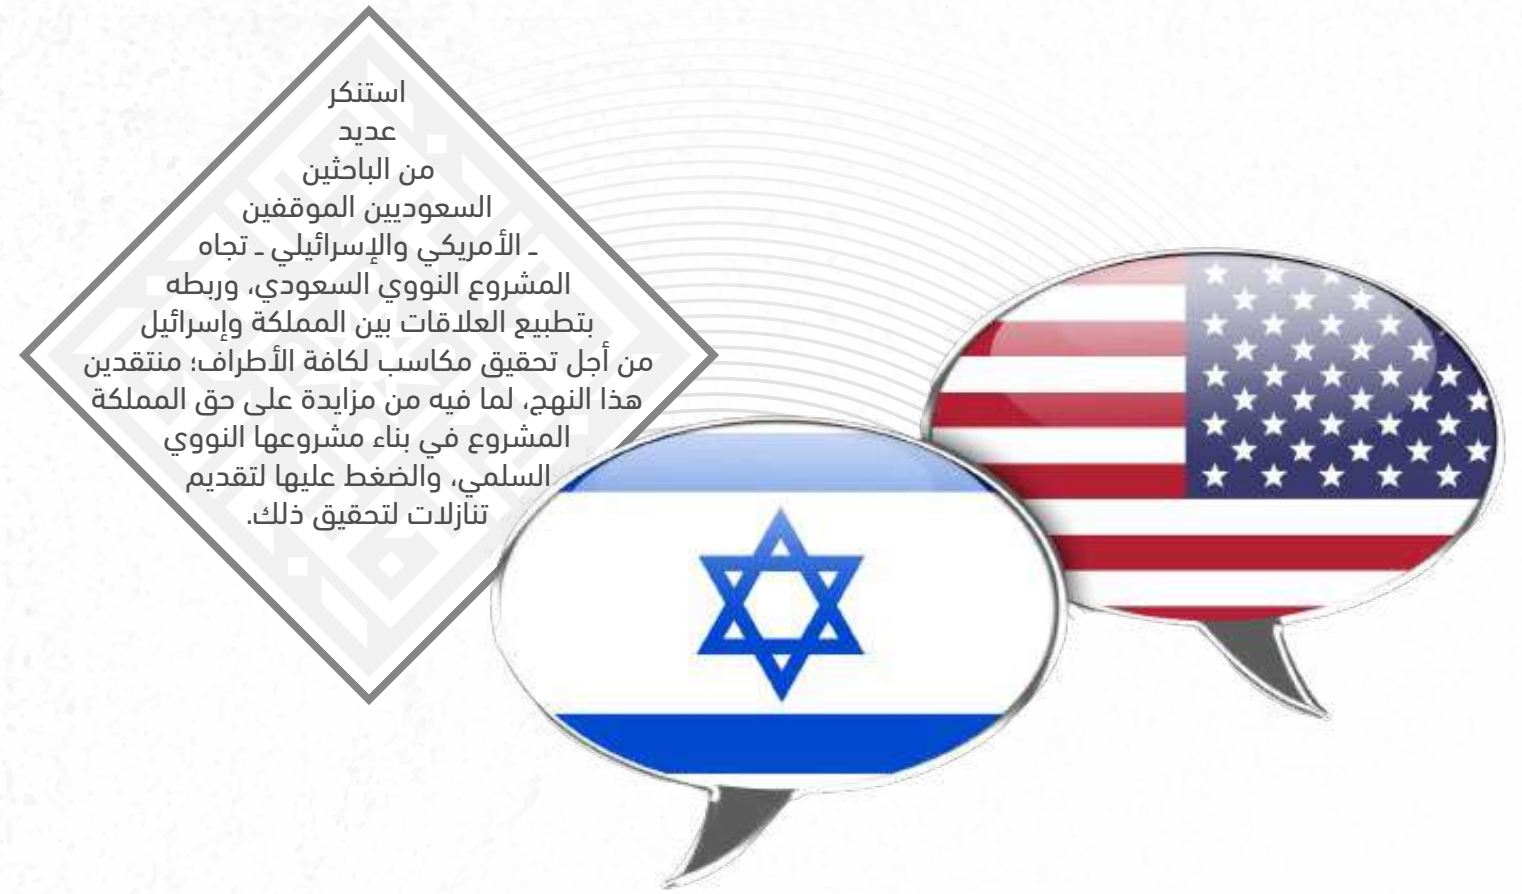 استنكر
عديد
من الباحثين
السعوديين الموقفين
ـ الأمريكي والإسرائيلي ـ تجاه
المشروع النووي السعودي، وربطه
بتطبيع العلاقات بين المملكة وإسرائيل
من أجل تحقيق مكاسب لكافة الأطراف؛ منتقدين
هذا النهج، لما فيه من مزايدة على حق المملكة
المشروع في بناء مشروعها النووي
السلمي، والضغط عليها لتقديم
تنازلات لتحقيق ذلك.